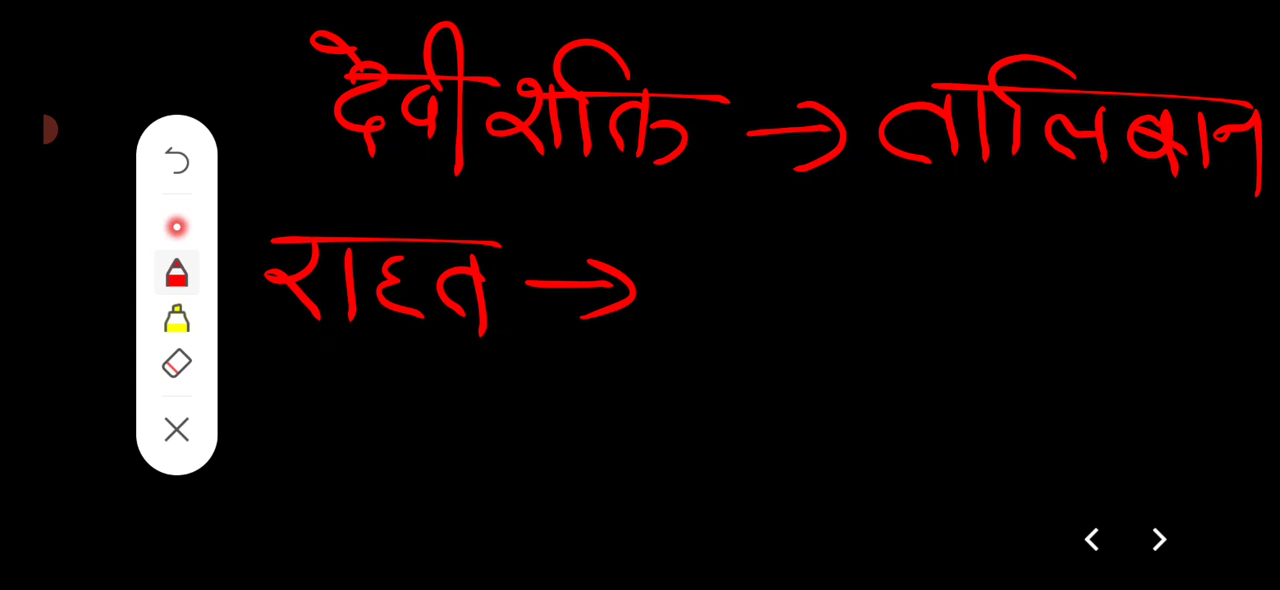 देवी शक्ति → तालिबान
राहत →